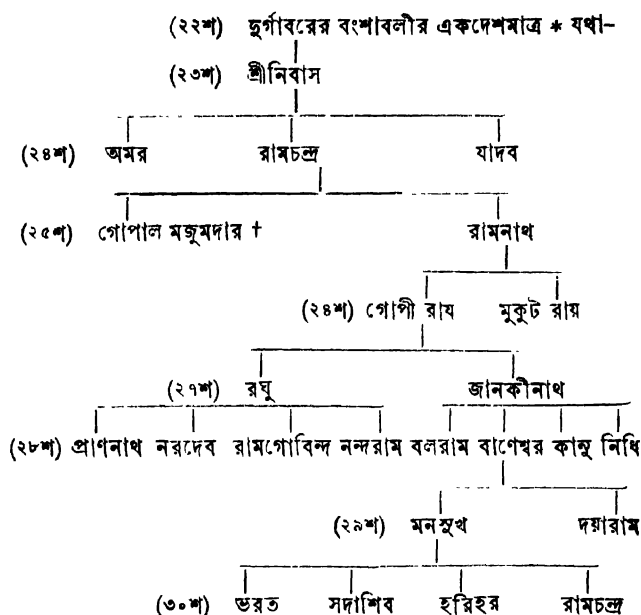 (২২শ) দুর্গাবরের বংশাবলীর একদেশমাত্র * যথা-
(২৩শ) শ্রীনিবাস
(২৪শ) অমর রামচন্দ্র যাদব
(২৫শ) গোপাল মজুমদার † রামনাথ
(২৪শ) গোপী রায মুকুট রায়
(২৭শ) রঘু জানকীনাথ
(২৮শ) প্রাণনাথ নরদেব রামগোবিন্দ নন্দরাম বলরাম বাণেশ্বর কানু নিধি
(২৯শ) মনসুখ দয়ারাম
(৩০শ) ভরত সদাশিব হরিহর রামচন্দ্র